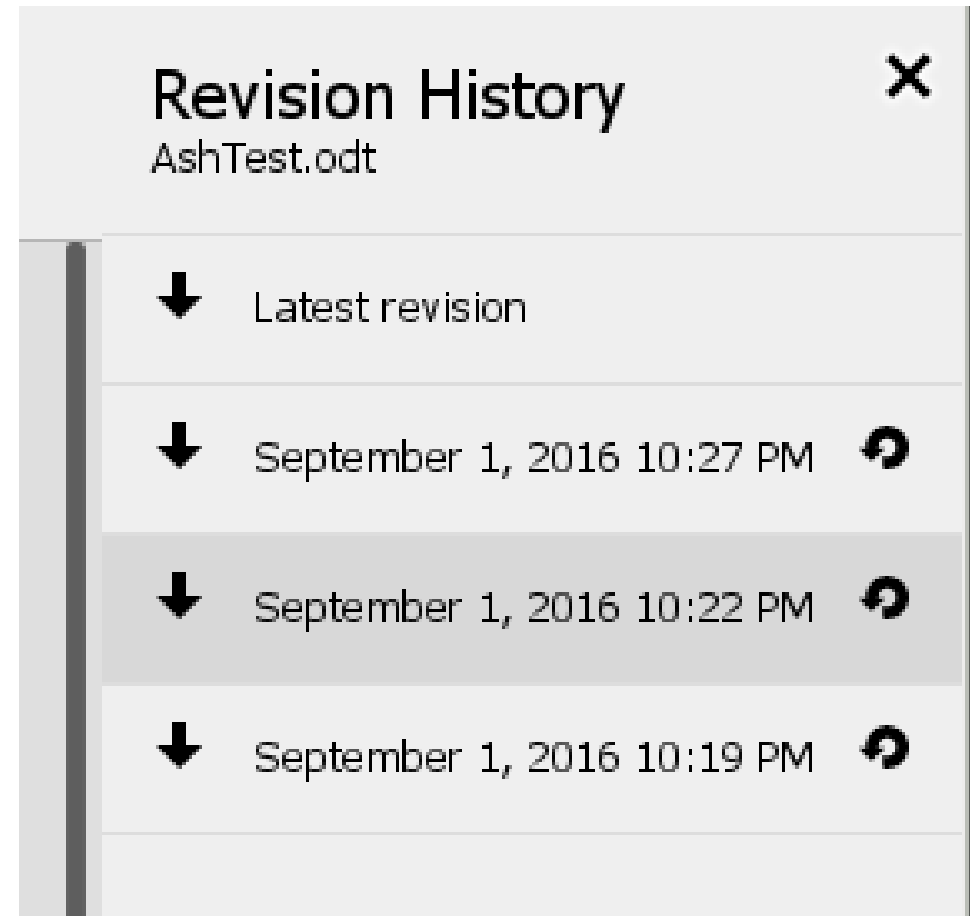 Revision History
AshTest.odt
Latest revision
September 1, 2016 10:27 PM
September 1, 2016 10:22 PM
September 1, 2016 10:19 PM